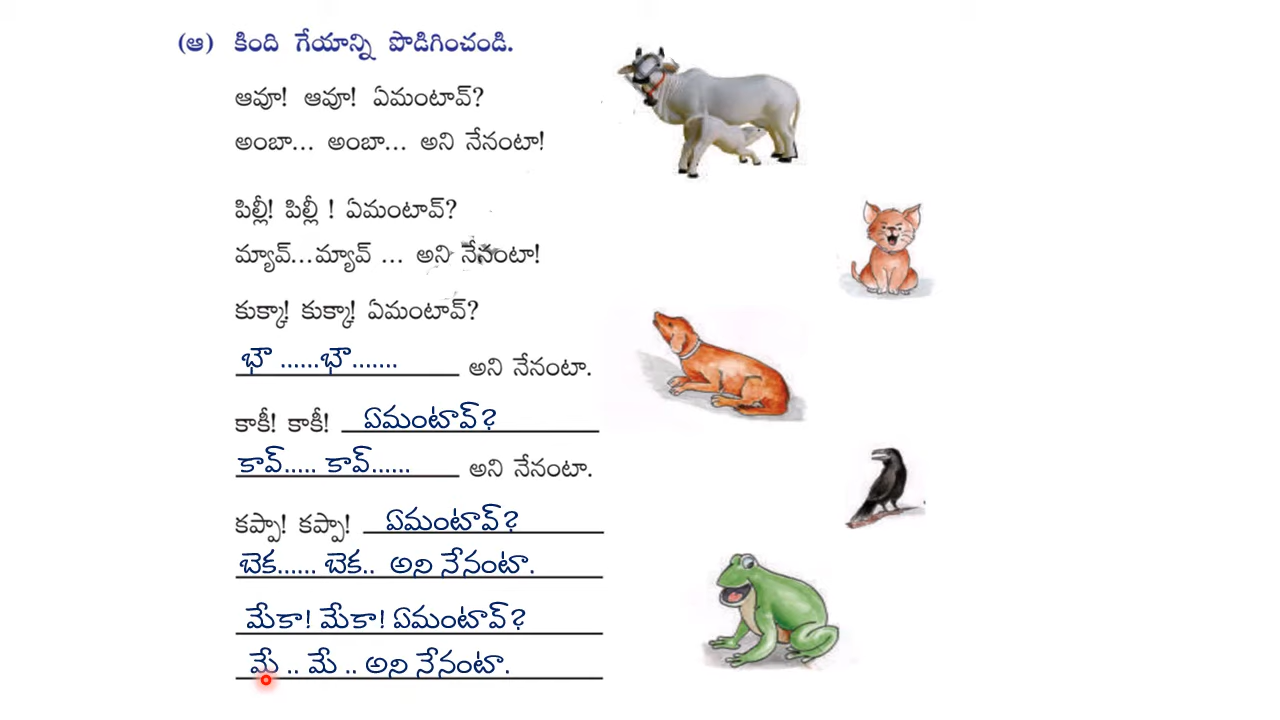 (ఆ) కింది గేయాన్ని పొడిగించండి.
ఆవూ! ఆవూ! ఏమంటావ్?
అంబా... అంబా... అని నేనంటా!
పిల్లీ! పిల్లీ ! ఏమంటావ్?
మ్యావ్...మ్యావ్ ... అని నేనంటా!
కుక్కా! కుక్కా! ఏమంటావ్?
భౌ ......భౌ....... అని నేనంటా.
కాకీ! కాకీ! ఏమంటావ్?
కావ్..... కావ్...... అని నేనంటా.
కప్పా! కప్పా! ఏమంటావ్?
బెక...... బెక.. అని నేనంటా.
మేకా! మేకా! ఏమంటావ్?
మే .. మే .. అని నేనంటా.